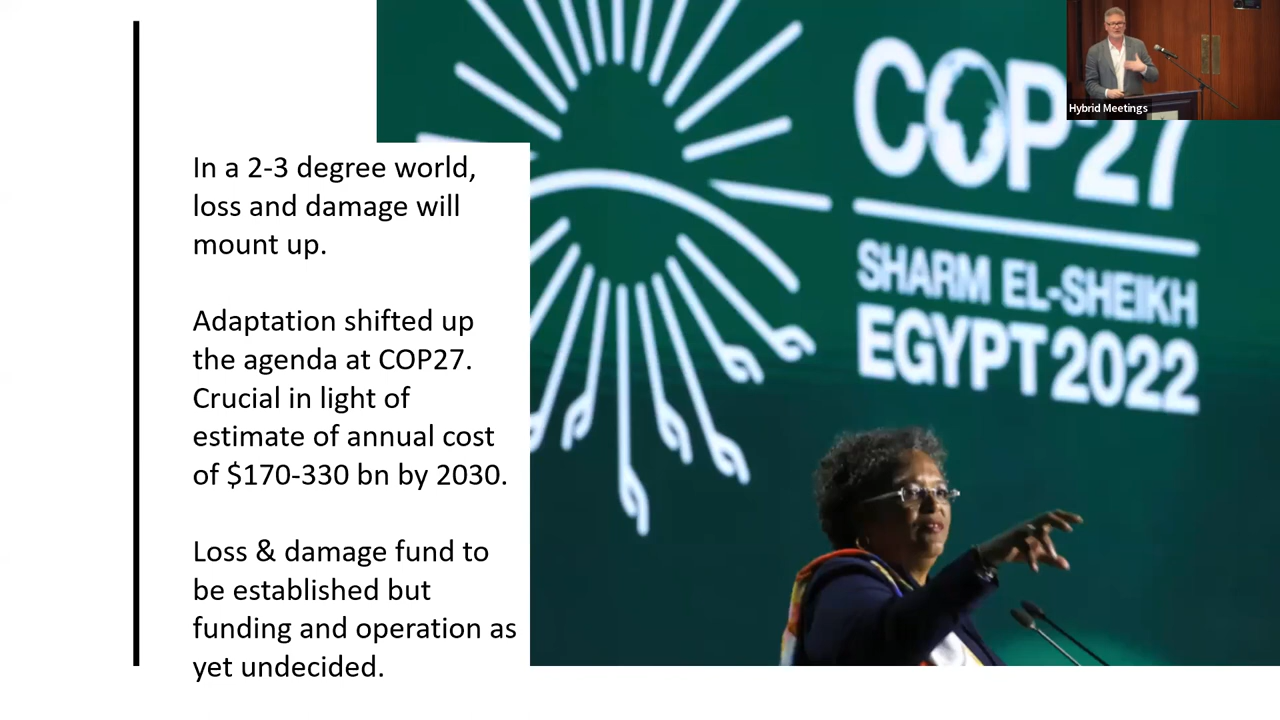 In a 2-3 degree world,
loss and damage will
mount up.
Adaptation shifted up
the agenda at COP27.
Crucial in light of
estimate of annual cost
of $170-330 bn by 2030.
Loss & damage fund to
be established but
funding and operation as
yet undecided.
COP27
SHARM EL-SHEIKH
EGYPT 2022
Hybrid Meetings